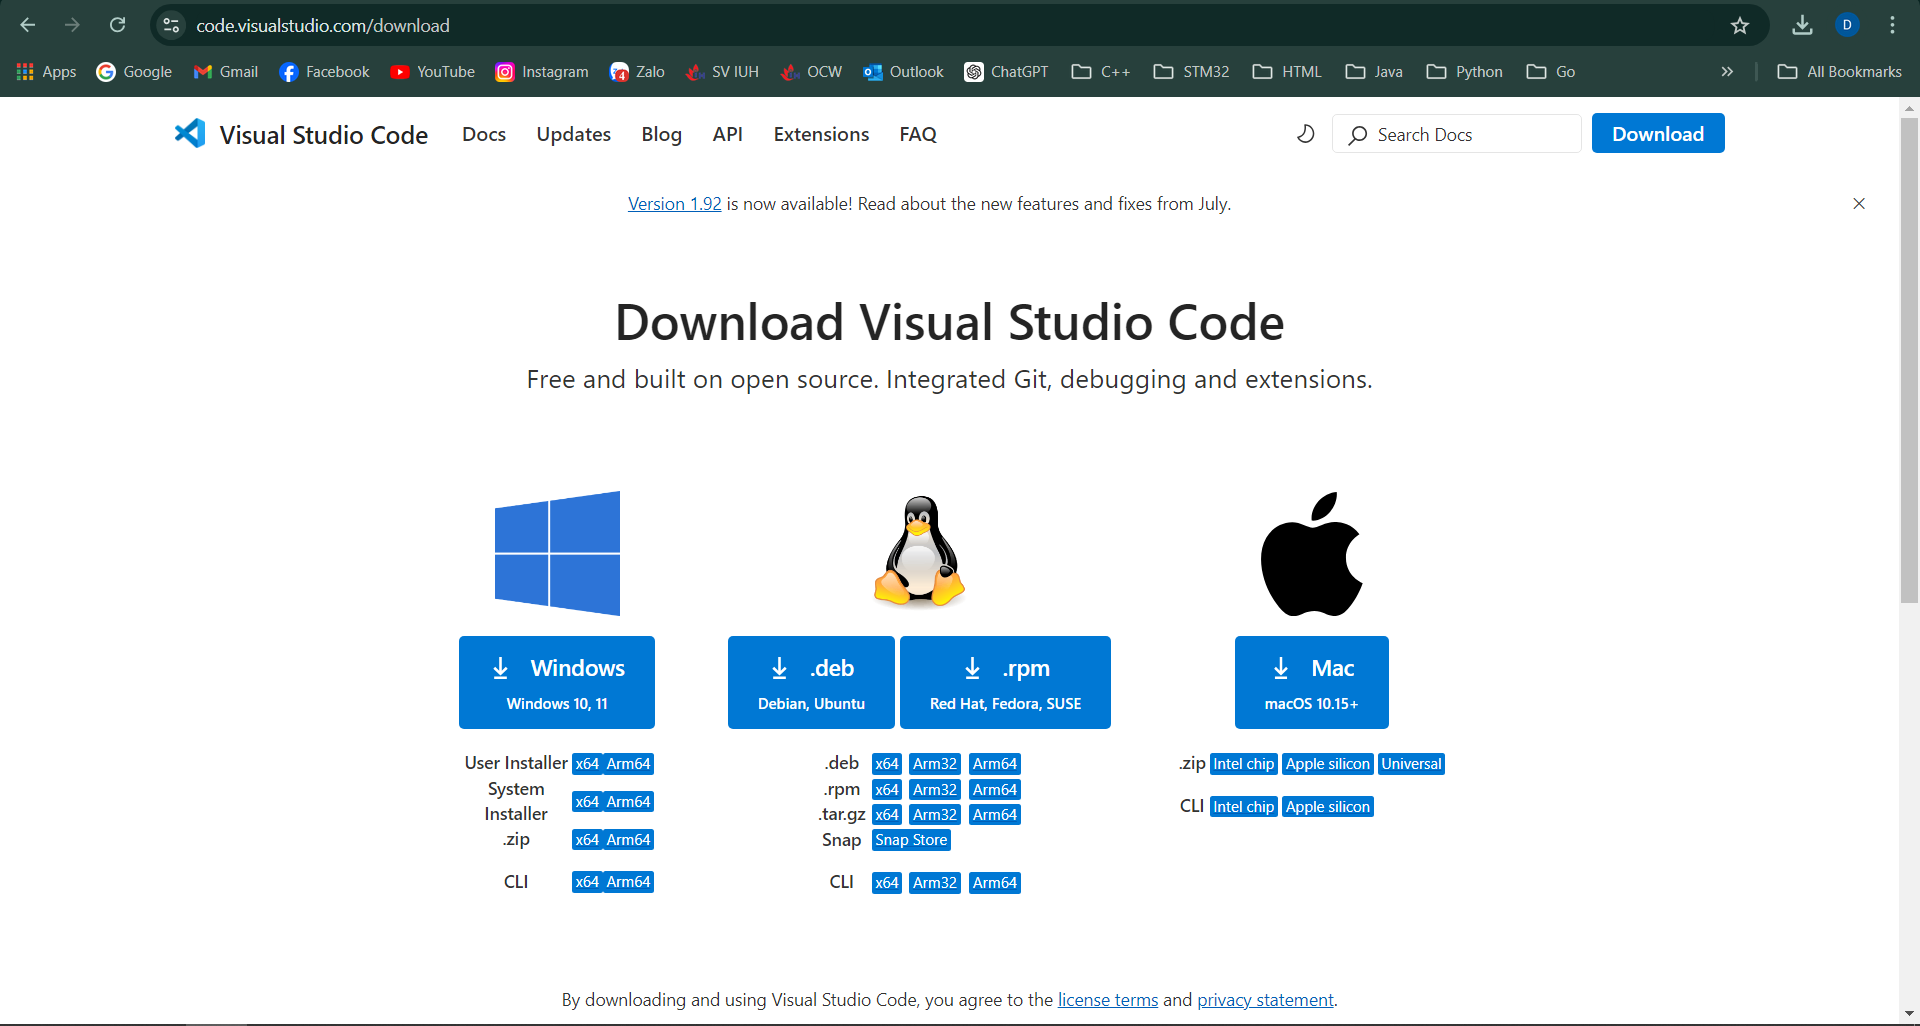 code.visualstudio.com/download
D
Apps Google Gmail Facebook YouTube Instagram Zalo SV IUH OCW Outlook ChatGPT C++ STM32 HTML Java Python Go » All Bookmarks
Visual Studio Code Docs Updates Blog API Extensions FAQ Search Docs Download
Version 1.92 is now available! Read about the new features and fixes from July.
Download Visual Studio Code
Free and built on open source. Integrated Git, debugging and extensions.
Windows
Windows 10, 11
.deb
Debian, Ubuntu
.rpm
Red Hat, Fedora, SUSE
Mac
macOS 10.15+
User Installer x64 Arm64
System Installer x64 Arm64
.zip x64 Arm64
CLI x64 Arm64
.deb x64 Arm32 Arm64
.rpm x64 Arm32 Arm64
.tar.gz x64 Arm32 Arm64
Snap Snap Store
CLI x64 Arm32 Arm64
.zip Intel chip Apple silicon Universal
CLI Intel chip Apple silicon
By downloading and using Visual Studio Code, you agree to the license terms and privacy statement.